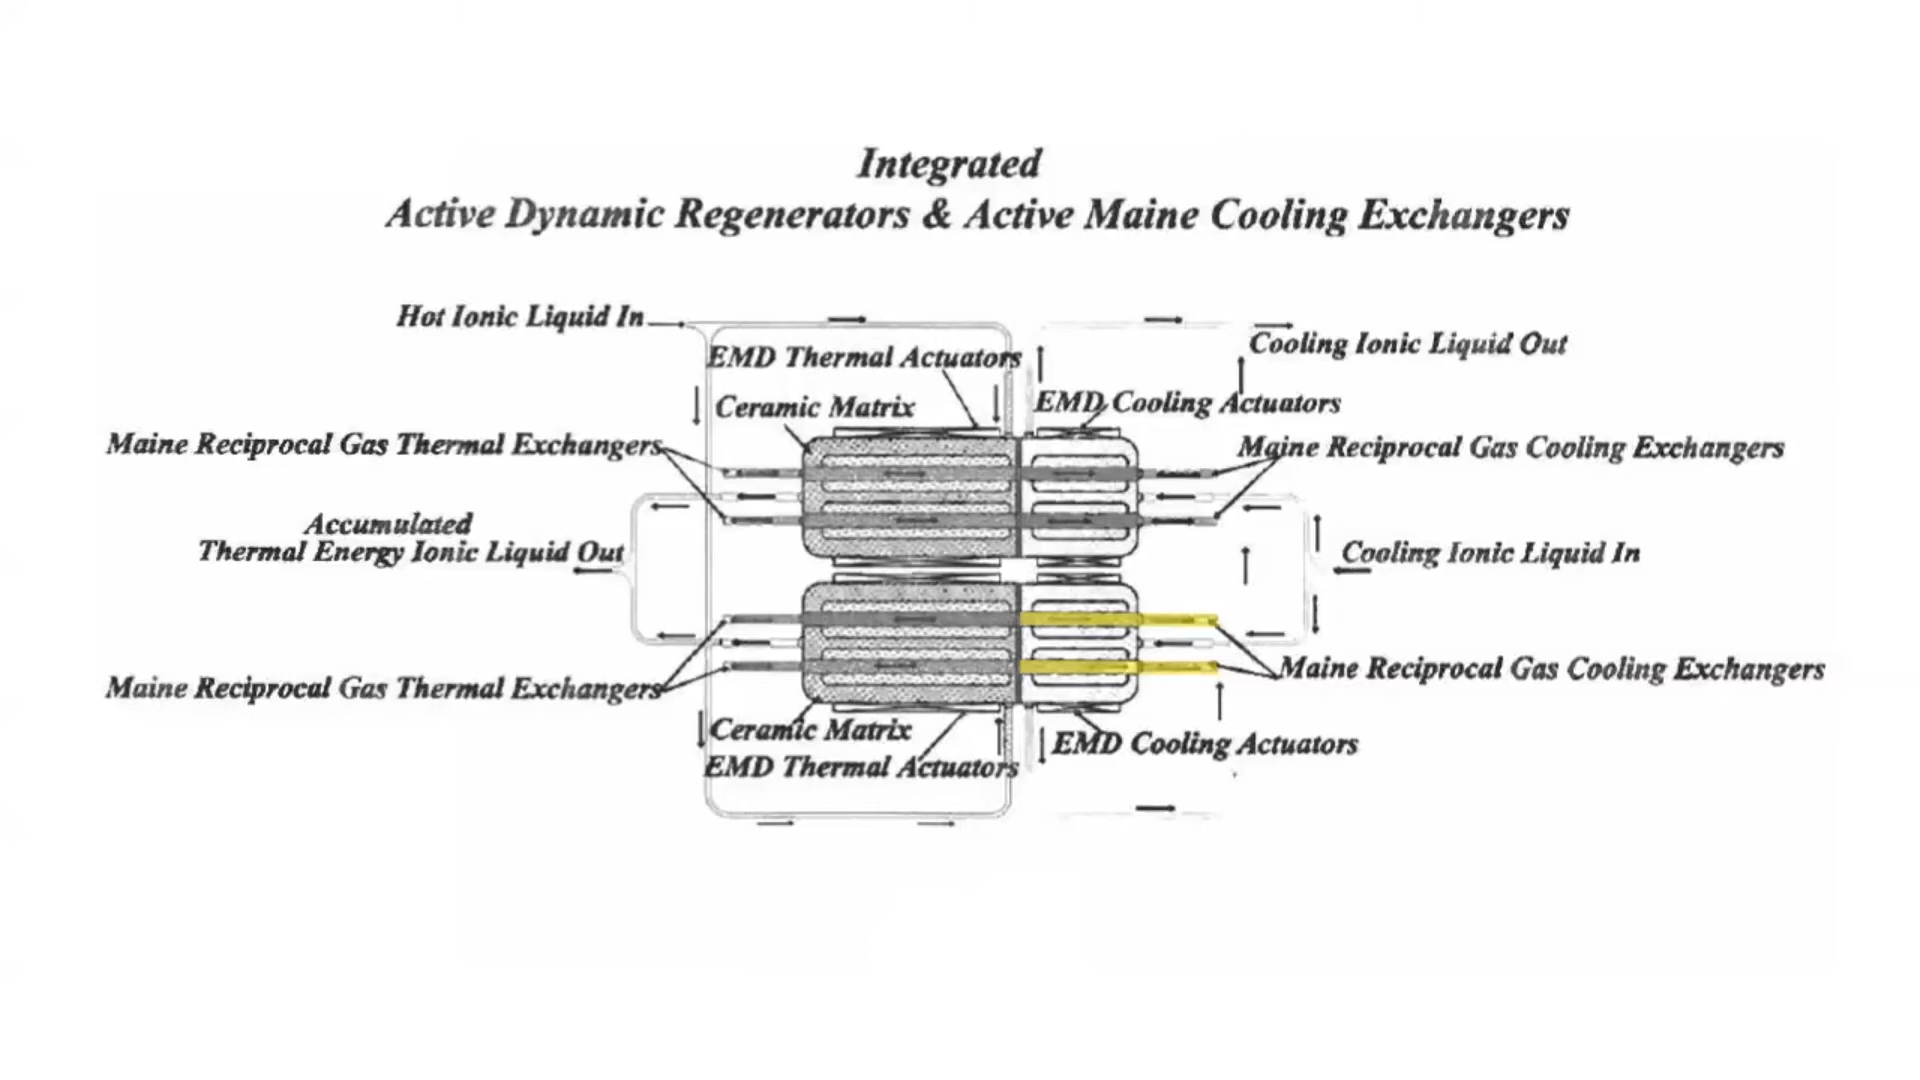 Integrated
Active Dynamic Regenerators & Active Maine Cooling Exchangers
Hot Ionic Liquid In
Cooling Ionic Liquid Out
EMD Thermal Actuators
Ceramic Matrix
EMD Cooling Actuators
Maine Reciprocal Gas Thermal Exchangers
Maine Reciprocal Gas Cooling Exchangers
Accumulated
Thermal Energy Ionic Liquid Out
Cooling Ionic Liquid In
Maine Reciprocal Gas Thermal Exchangers
Maine Reciprocal Gas Cooling Exchangers
Ceramic Matrix
EMD Cooling Actuators
EMD Thermal Actuators